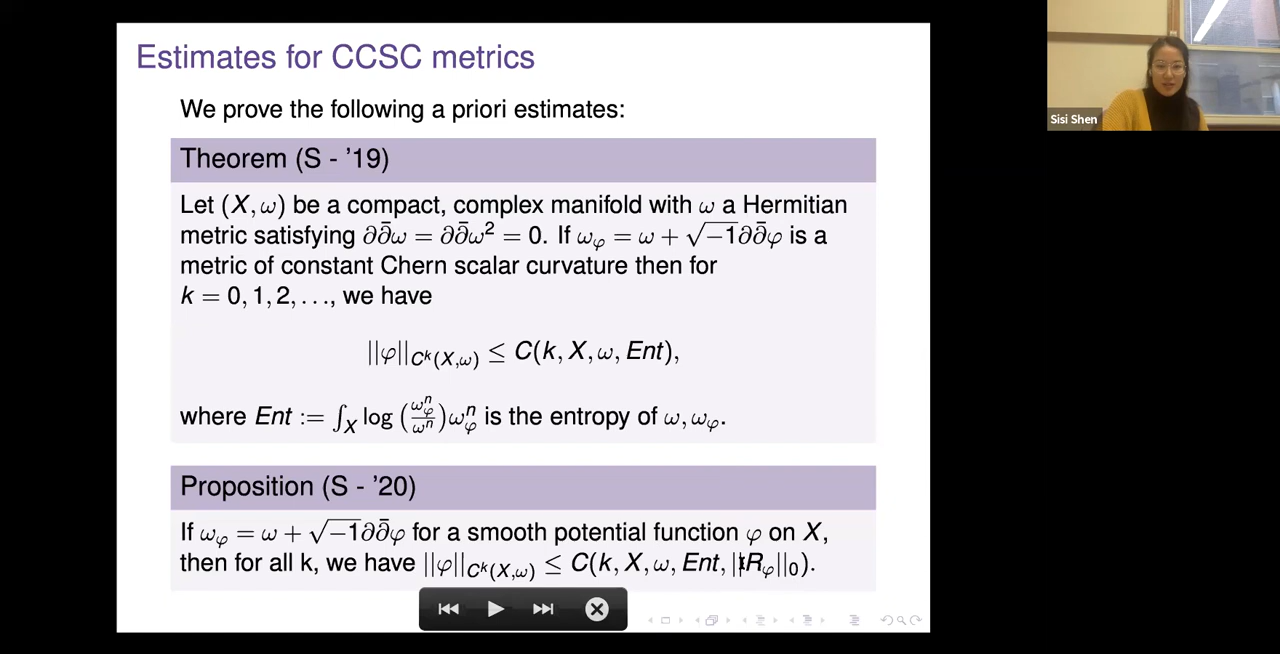 Estimates for CCSC metrics
We prove the following a priori estimates:
Theorem (S - ’19)
Let (X, ω) be a compact, complex manifold with ω a Hermitian
metric satisfying ∂∂̄ω = ∂∂̄ω² = 0. If ω_φ = ω + √−1∂∂̄φ is a
metric of constant Chern scalar curvature then for
k = 0, 1, 2, . . ., we have
||φ||_{C^k(X,ω)} ≤ C(k, X, ω, Ent),
where Ent := ∫_X log (ω_φ^n / ω^n) ω_φ^n is the entropy of ω, ω_φ.
Proposition (S - ’20)
If ω_φ = ω + √−1∂∂̄φ for a smooth potential function φ on X,
then for all k, we have ||φ||_{C^k(X,ω)} ≤ C(k, X, ω, Ent, ||R_φ||_0).
Sisi Shen